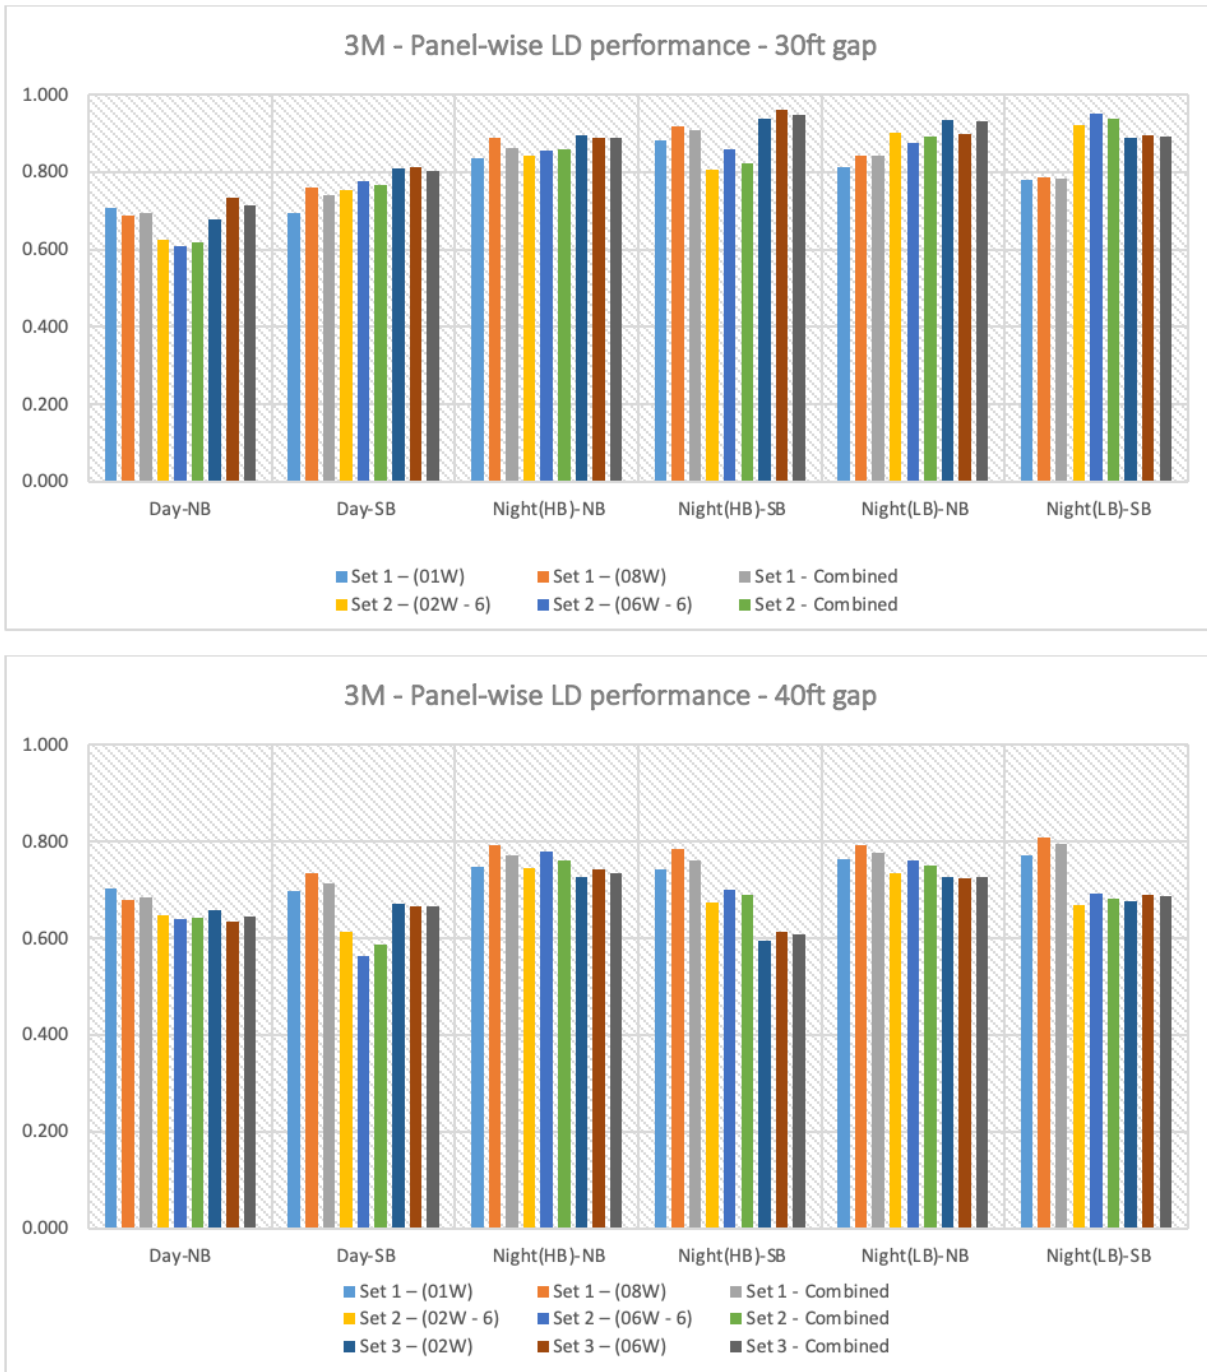 3M - Panel-wise LD performance - 30ft gap
1.000
0.800
0.600
0.400
0.200
0.000
Day-NB Day-SB Night(HB)-NB Night(HB)-SB Night(LB)-NB Night(LB)-SB
Set 1 – (01W) Set 1 – (08W) Set 1 - Combined
Set 2 – (02W - 6) Set 2 – (06W - 6) Set 2 - Combined
3M - Panel-wise LD performance - 40ft gap
1.000
0.800
0.600
0.400
0.200
0.000
Day-NB Day-SB Night(HB)-NB Night(HB)-SB Night(LB)-NB Night(LB)-SB
Set 1 – (01W) Set 1 – (08W) Set 1 - Combined
Set 2 – (02W - 6) Set 2 – (06W - 6) Set 2 - Combined
Set 3 – (02W) Set 3 – (06W) Set 3 - Combined